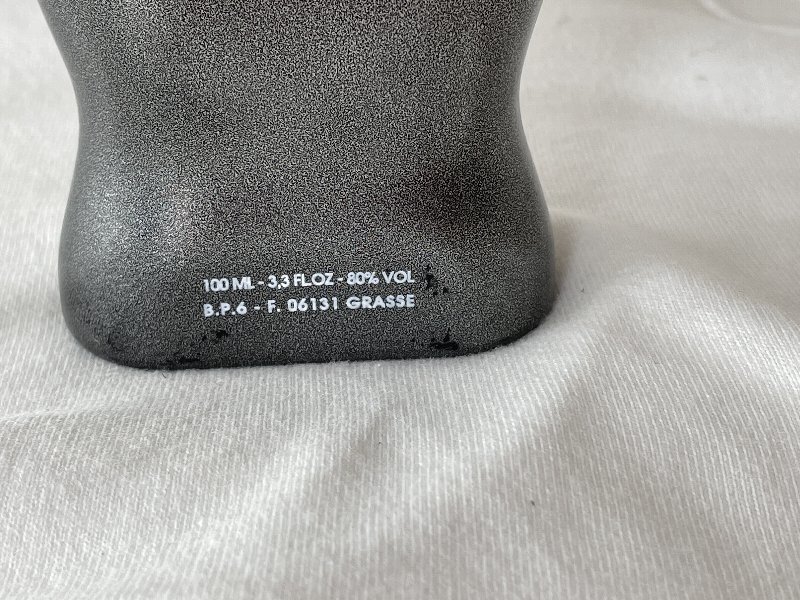 100 ML - 3,3 FL OZ - 80% VOL
B.P.6 - F. 06131 GRASSE